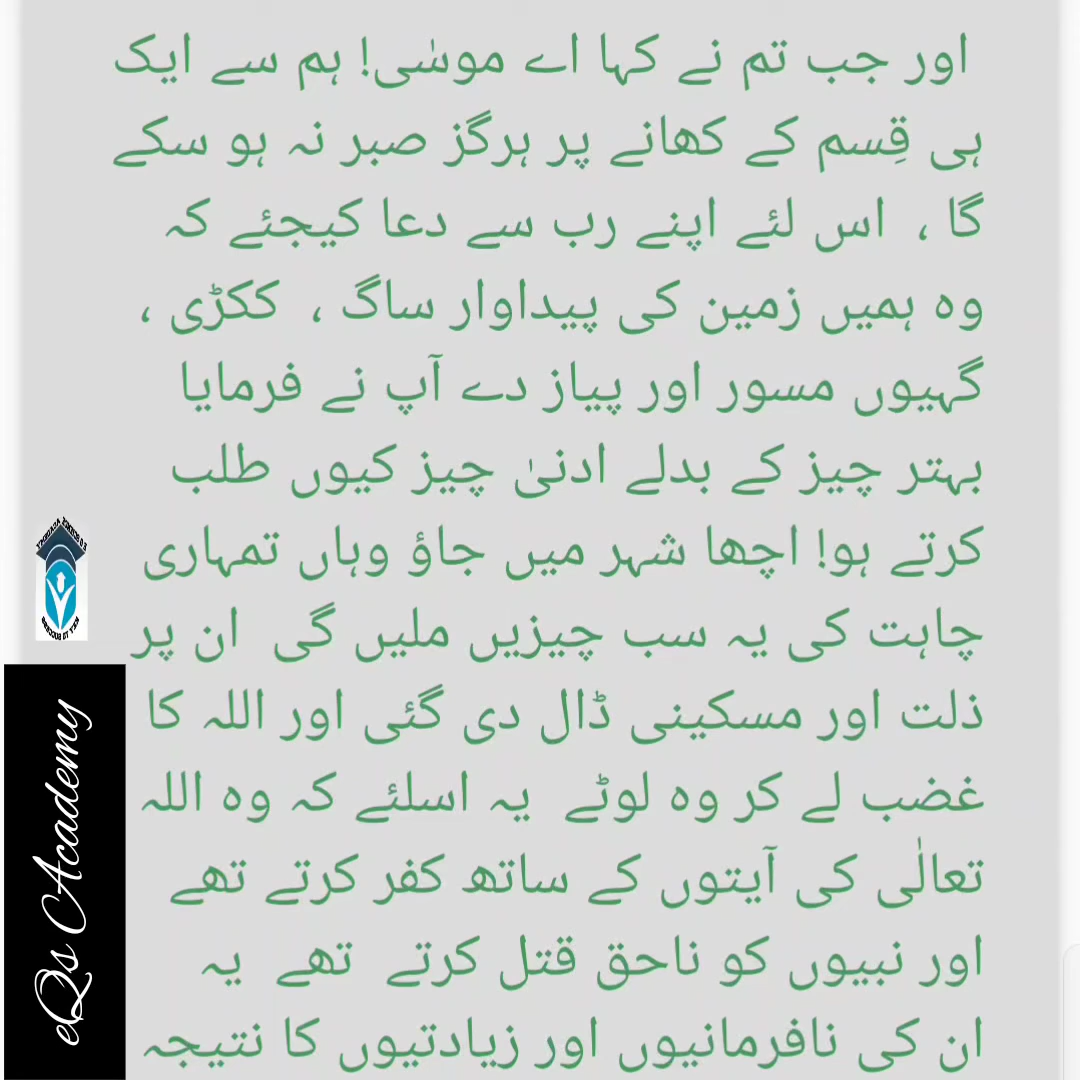 اور جب تم نے کہا اے موسٰی! ہم سے ایک
ہی قِسم کے کھانے پر ہرگز صبر نہ ہو سکے
گا ، اس لئے اپنے رب سے دعا کیجئے کہ
وہ ہمیں زمین کی پیداوار ساگ ، ککڑی ،
گہیوں مسور اور پیاز دے آپ نے فرمایا
بہتر چیز کے بدلے ادنیٰ چیز کیوں طلب
کرتے ہو! اچھا شہر میں جاؤ وہاں تمہاری
چاہت کی یہ سب چیزیں ملیں گی ان پر
ذلت اور مسکینی ڈال دی گئی اور اللہ کا
غضب لے کر وہ لوٹے یہ اسلئے کہ وہ اللہ
تعالٰی کی آیتوں کے ساتھ کفر کرتے تھے
اور نبیوں کو ناحق قتل کرتے تھے یہ
ان کی نافرمانیوں اور زیادتیوں کا نتیجہ
eQs Academy
KEY TO SUCCESS